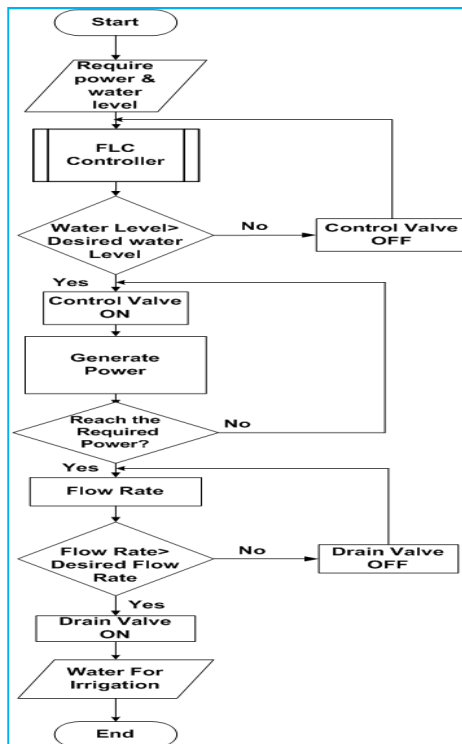 Start
Require
power &
water
level
FLC
Controller
Water Level>
Desired water
Level
No
Control Valve
OFF
Yes
Control Valve
ON
Generate
Power
Reach the
Required
Power?
No
Yes
Flow Rate
Flow Rate>
Desired Flow
Rate
No
Drain Valve
OFF
Yes
Drain Valve
ON
Water For
Irrigation
End